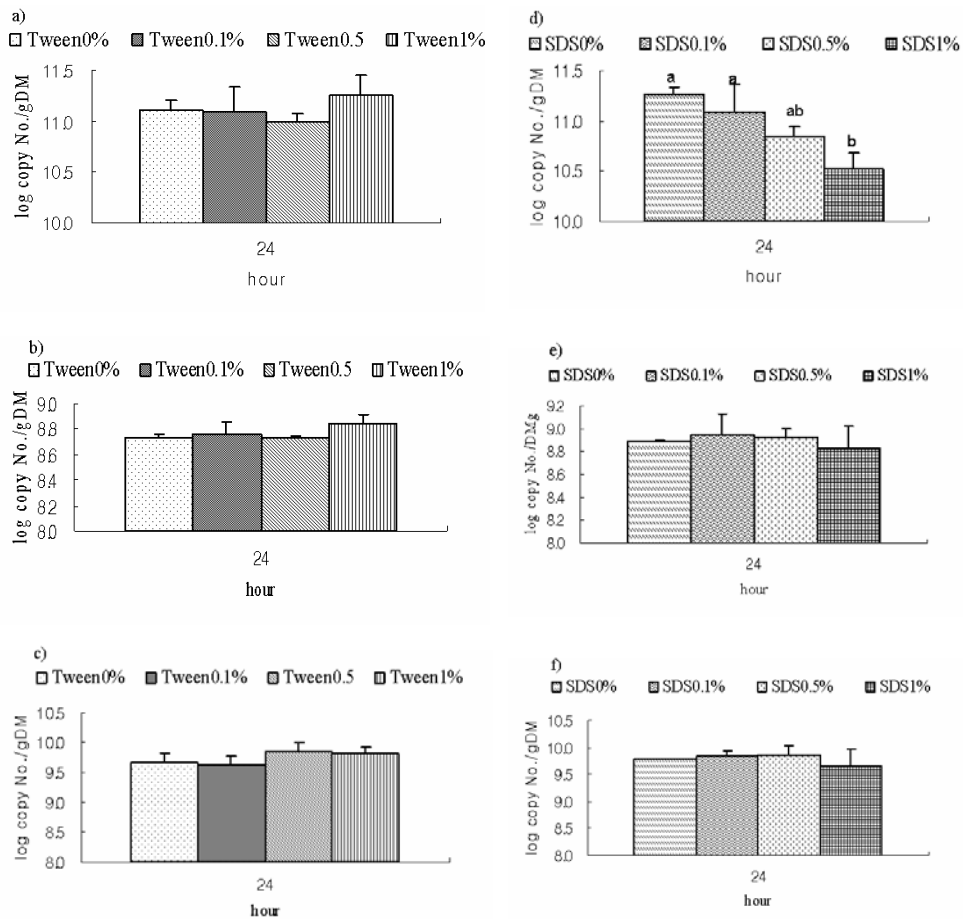 a)
Tween0% Tween0.1% Tween0.5 Tween1%
log copy No./gDM
11.5
11.0
10.5
10.0
24
hour
d)
SDS0% SDS0.1% SDS0.5% SDS1%
log copy No./gDM
11.5
11.0
10.5
10.0
a a ab b
24
hour
b)
Tween0% Tween0.1% Tween0.5 Tween1%
log copy No./gDM
9.0
8.8
8.6
8.4
8.2
8.0
24
hour
e)
SDS0% SDS0.1% SDS0.5% SDS1%
log copy No./DMg
9.2
9.0
8.8
8.6
8.4
8.2
8.0
24
hour
c)
Tween0% Tween0.1% Tween0.5 Tween1%
log copy No./gDM
10.5
10.0
9.5
9.0
8.0
24
hour
f)
SDS0% SDS0.1% SDS0.5% SDS1%
log copy No./gDM
10.5
10.0
9.5
9.0
8.5
8.0
24
hour